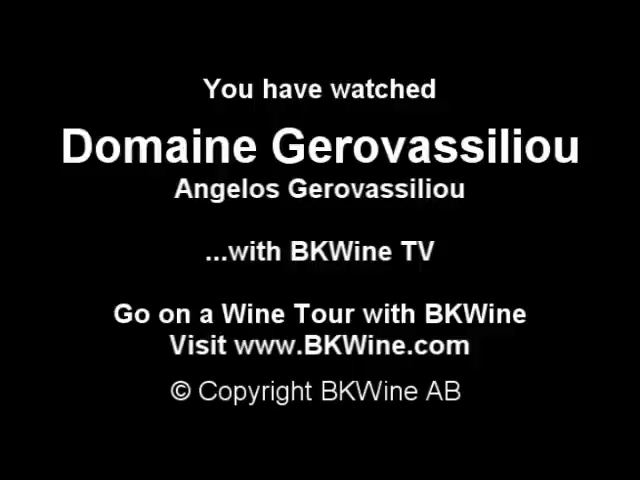 You have watched
Domaine Gerovassiliou
Angelos Gerovassiliou
...with BKWine TV
Go on a Wine Tour with BKWine
Visit www.BKWine.com
© Copyright BKWine AB